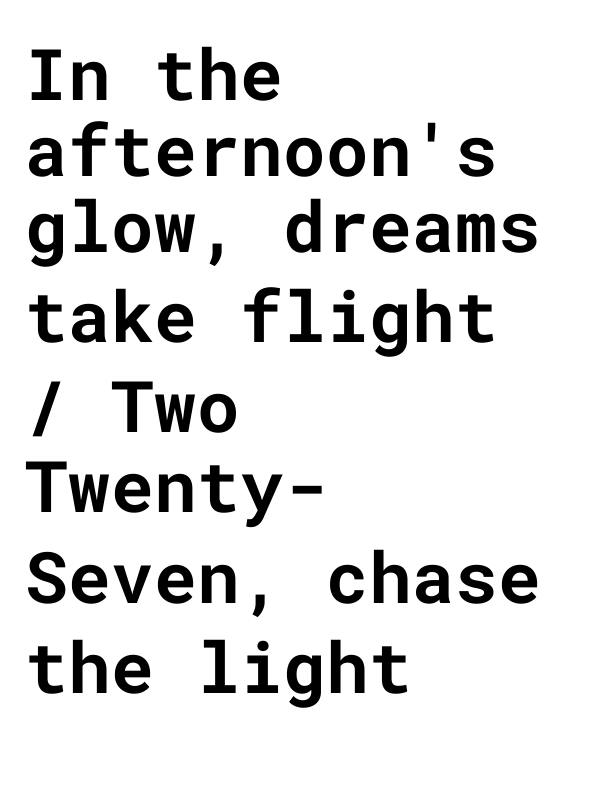 In the
afternoon's
glow, dreams
take flight
/ Two
Twenty-
Seven, chase
the light